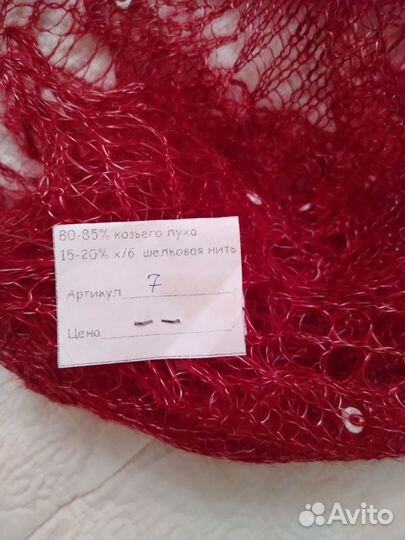 80-85% козьего пуха
15-20% х/б. шелковая нить
Артикул 7
Цена
Avito